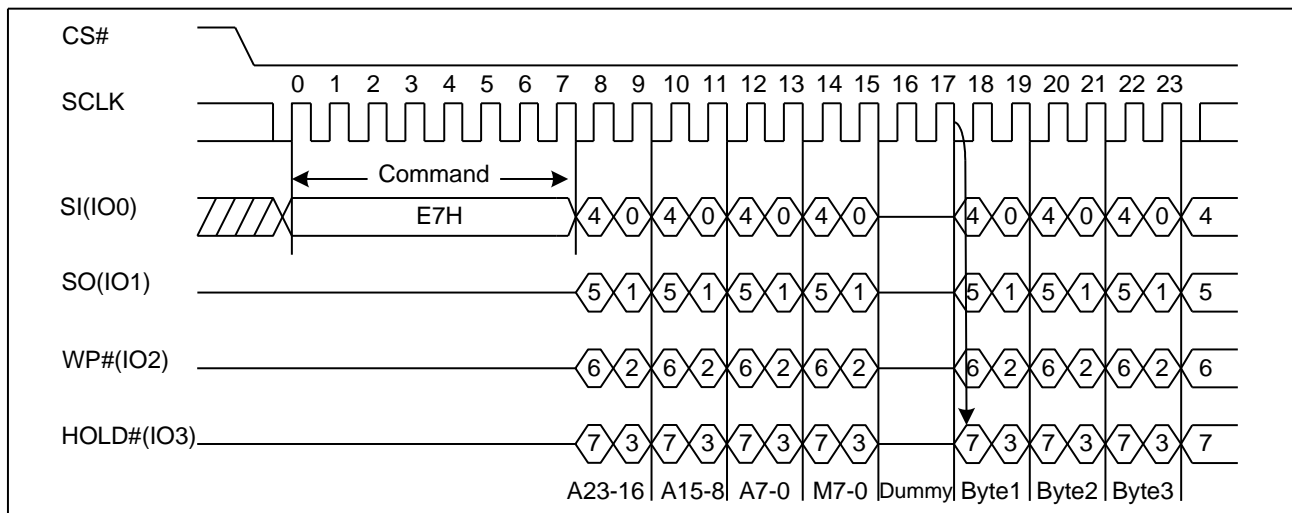 CS#
0 1 2 3 4 5 6 7 8 9 10 11 12 13 14 15 16 17 18 19 20 21 22 23
SCLK
Command
SI(IO0) E7H 4 0 4 0 4 0 4 0 4 0 4 0 4 0 4
SO(IO1) 5 1 5 1 5 1 5 1 5 1 5 1 5 1 5
WP#(IO2) 6 2 6 2 6 2 6 2 6 2 6 2 6 2 6
HOLD#(IO3) 7 3 7 3 7 3 7 3 7 3 7 3 7 3 7
A23-16 A15-8 A7-0 M7-0 Dummy Byte1 Byte2 Byte3